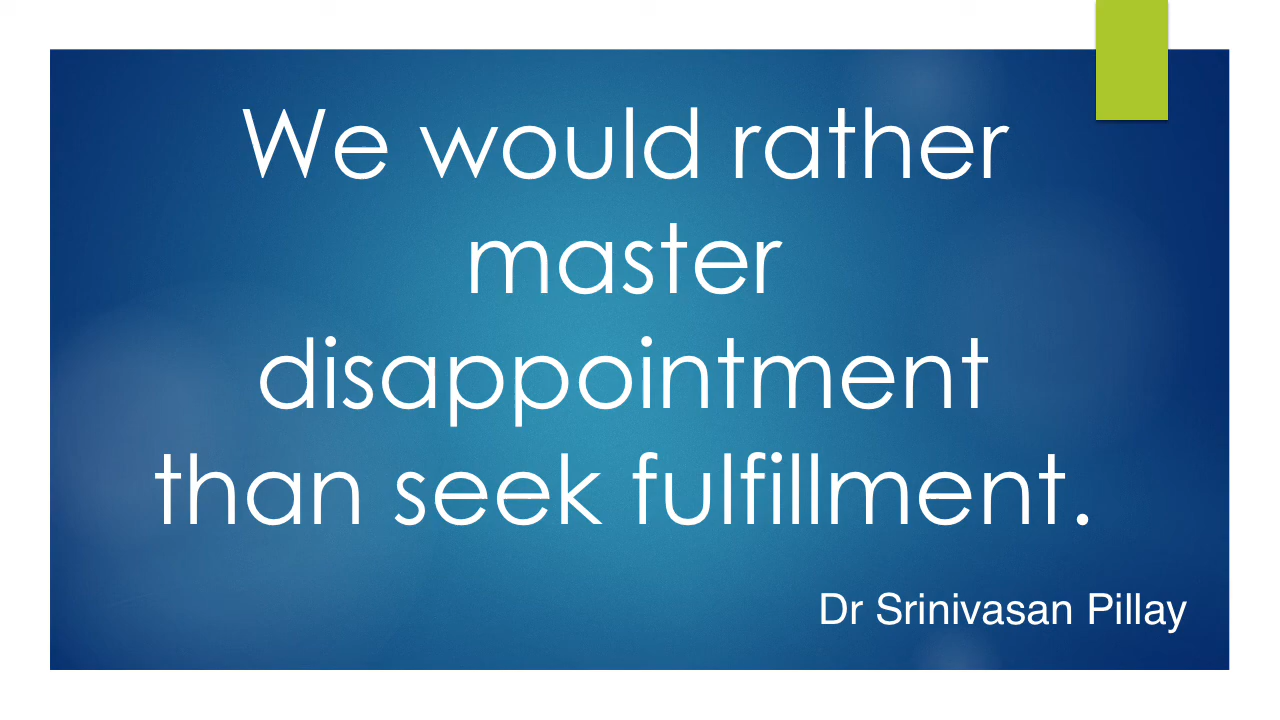 We would rather
master
disappointment
than seek fulfillment.
Dr Srinivasan Pillay